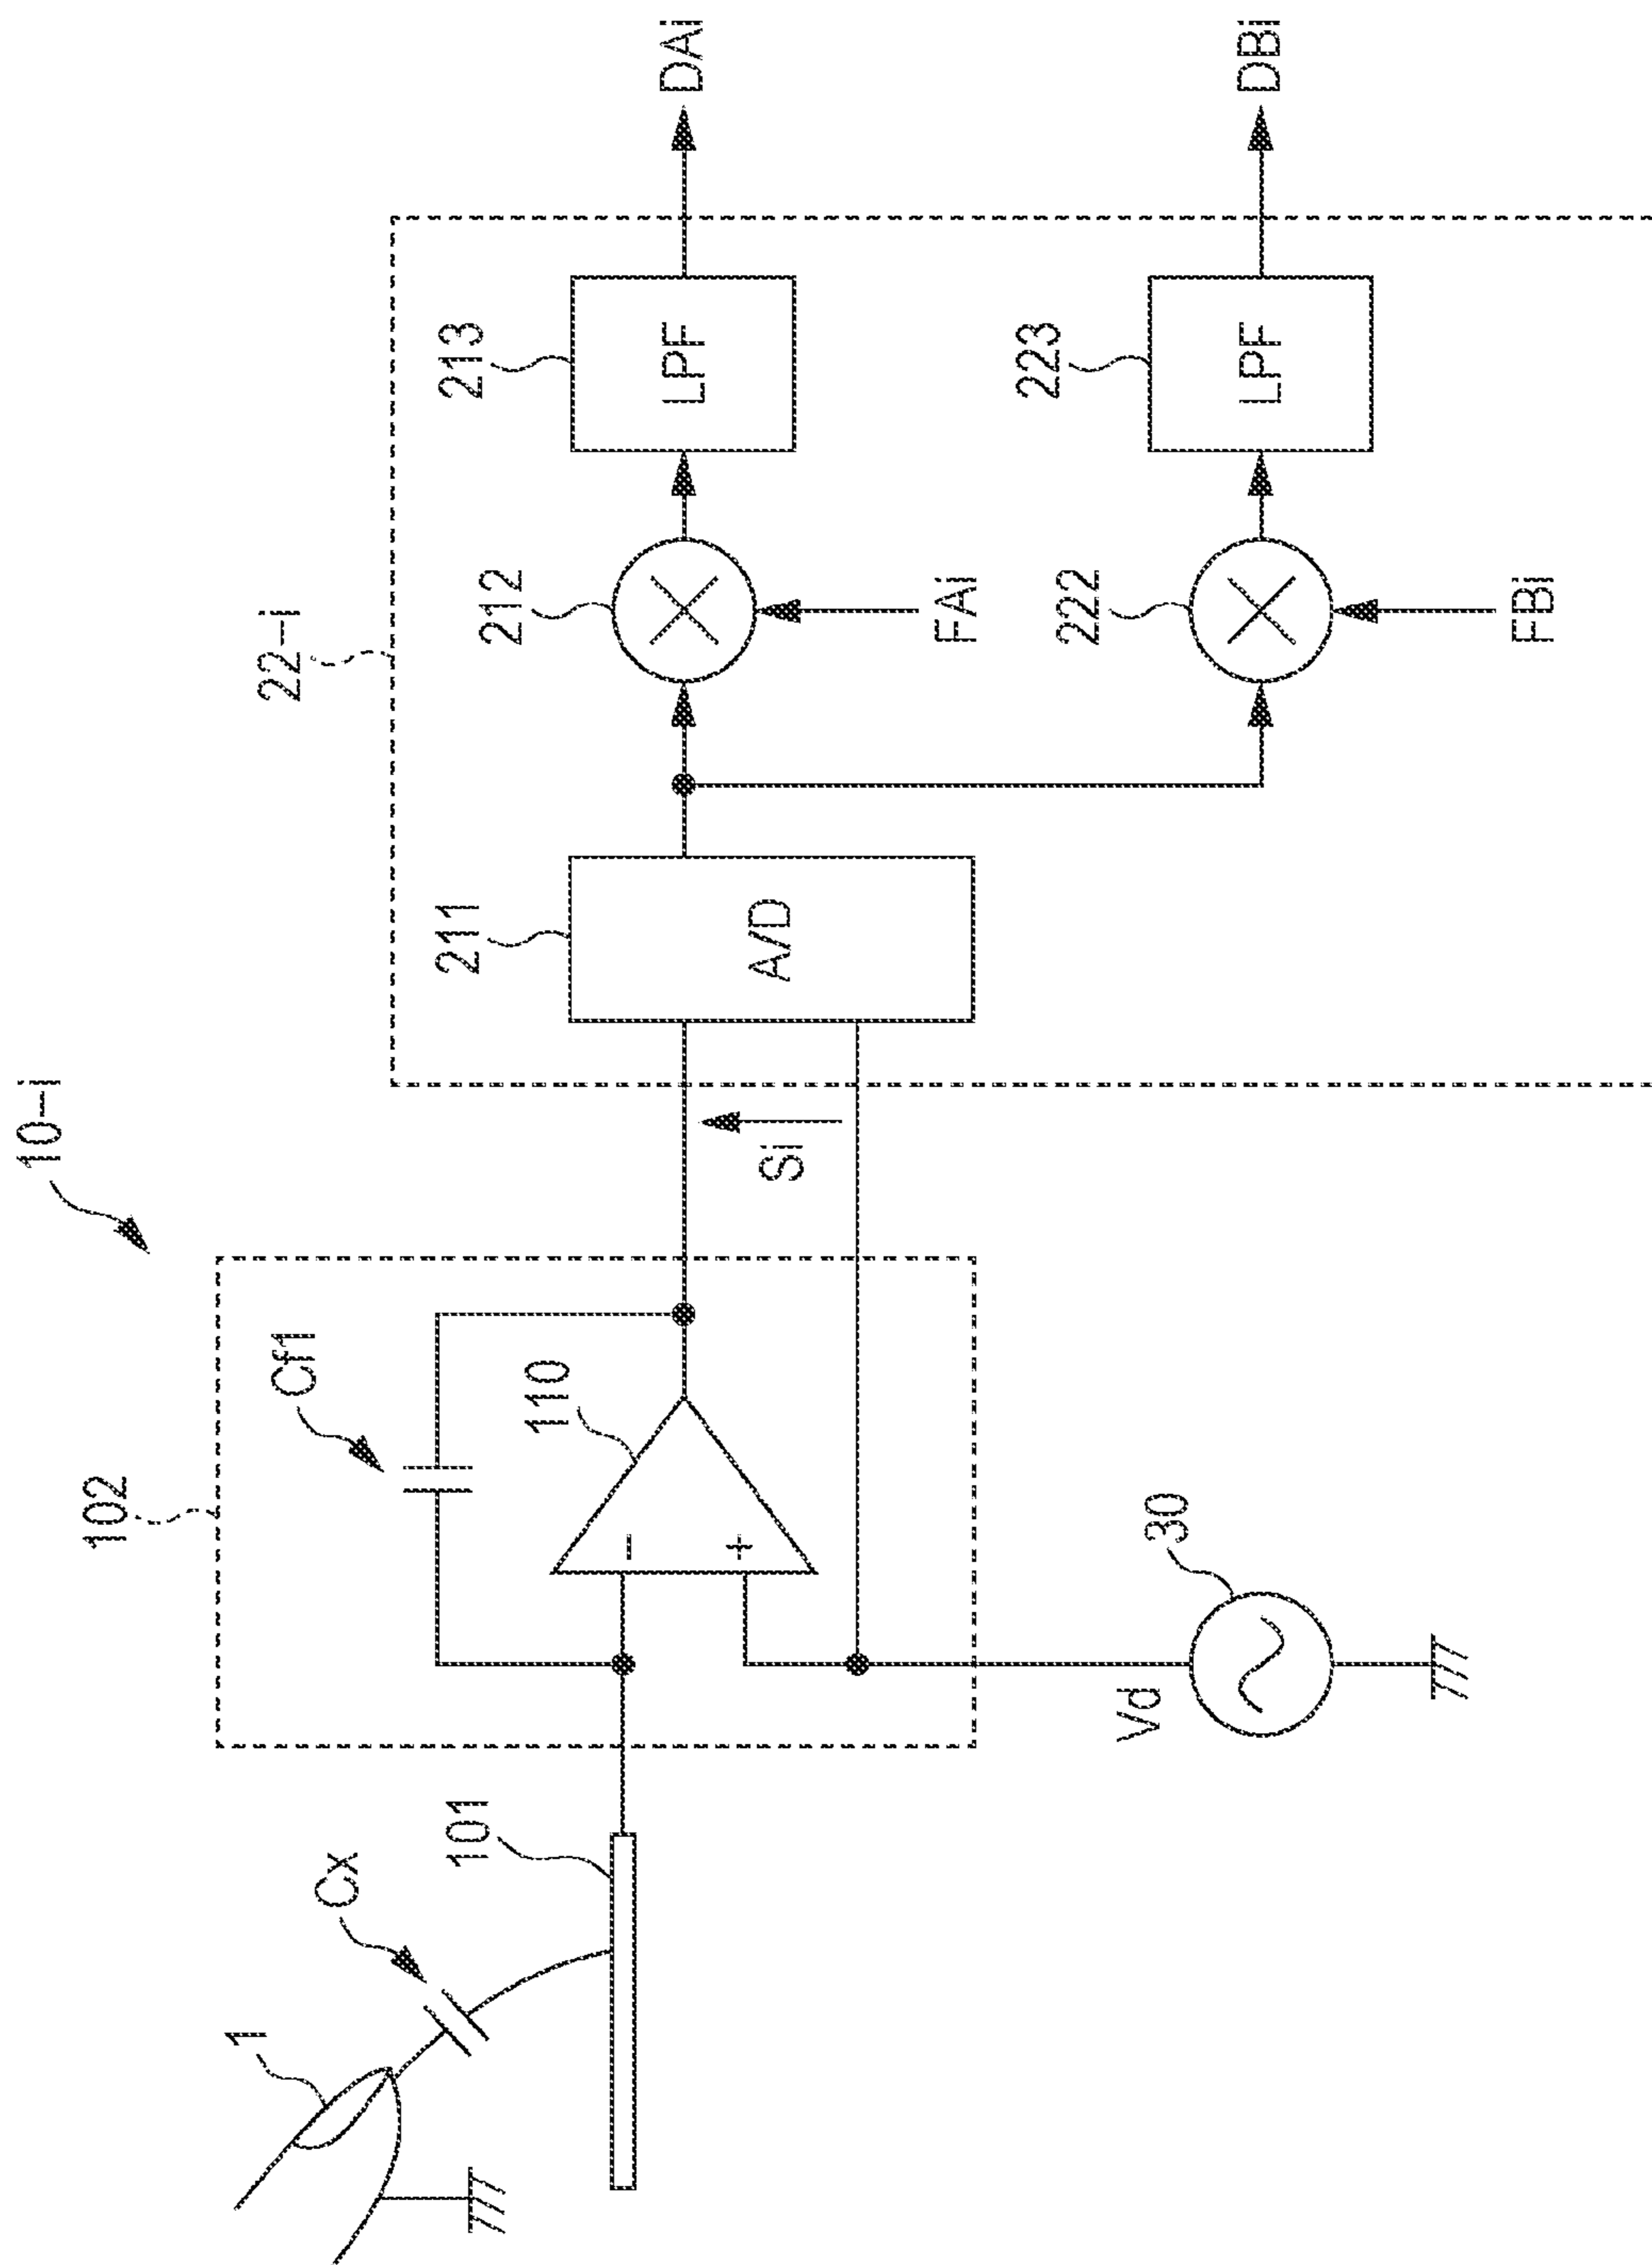 10-i
22-i
102
Cf1
110
1
Cx
101
Vd
30
Si
211
A/D
212
FAi
213
LPF
DAi
222
FBi
223
LPF
DBi
−
+